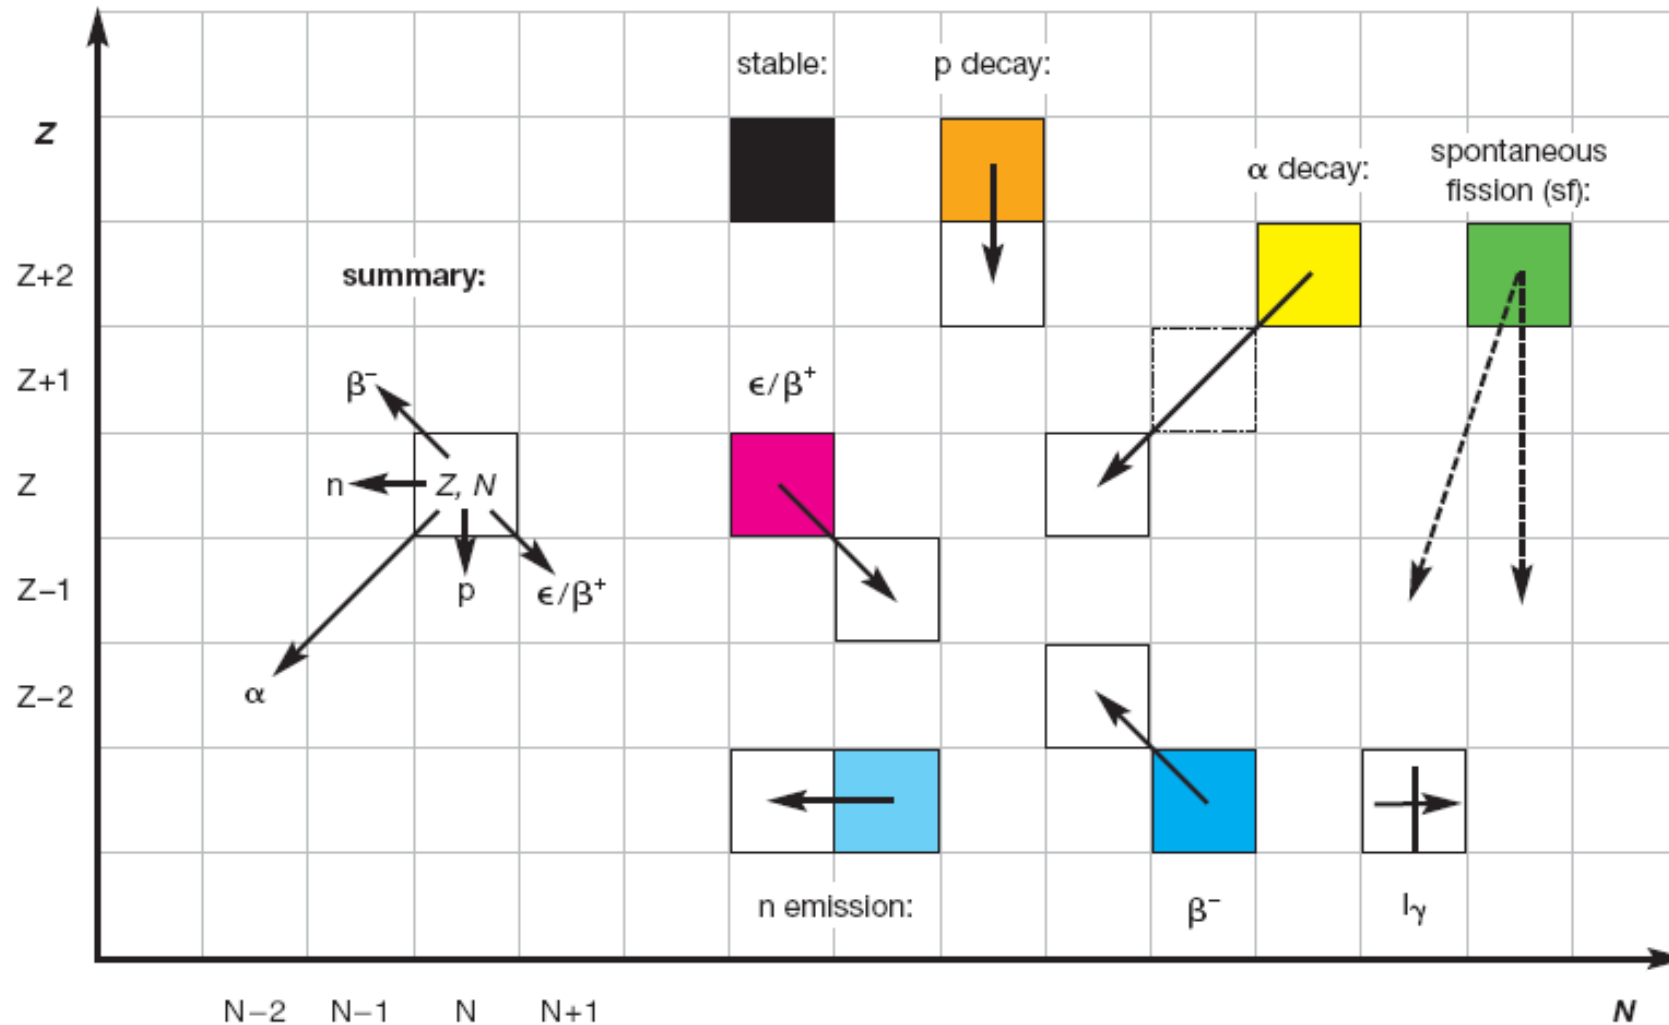 stable:
p decay:
Z
α decay:
spontaneous
fission (sf):
Z+2
summary:
Z+1
β⁻
ϵ/β⁺
Z
n
Z, N
Z−1
p
ϵ/β⁺
Z−2
α
n emission:
β⁻
Iγ
N−2
N−1
N
N+1
N